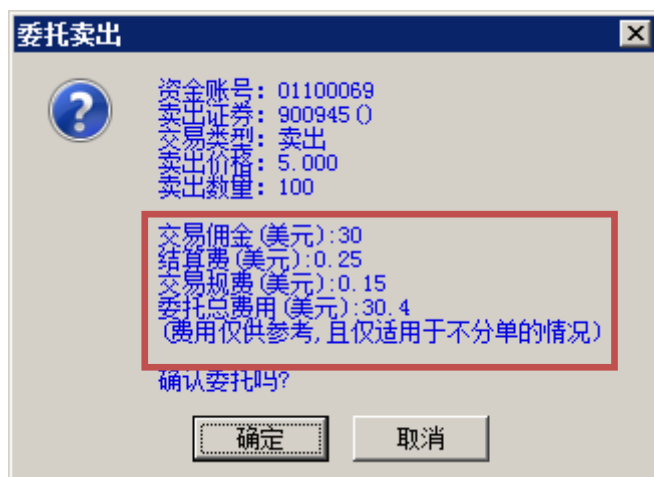 委托卖出
资金账号: 01100069
卖出证券: 900945()
交易类型: 卖出
卖出价格: 5.000
卖出数量: 100
交易佣金(美元):30
结算费(美元):0.25
交易规费(美元):0.15
委托总费用(美元):30.4
(费用仅供参考,且仅适用于不分单的情况)
确认委托吗?
确定
取消